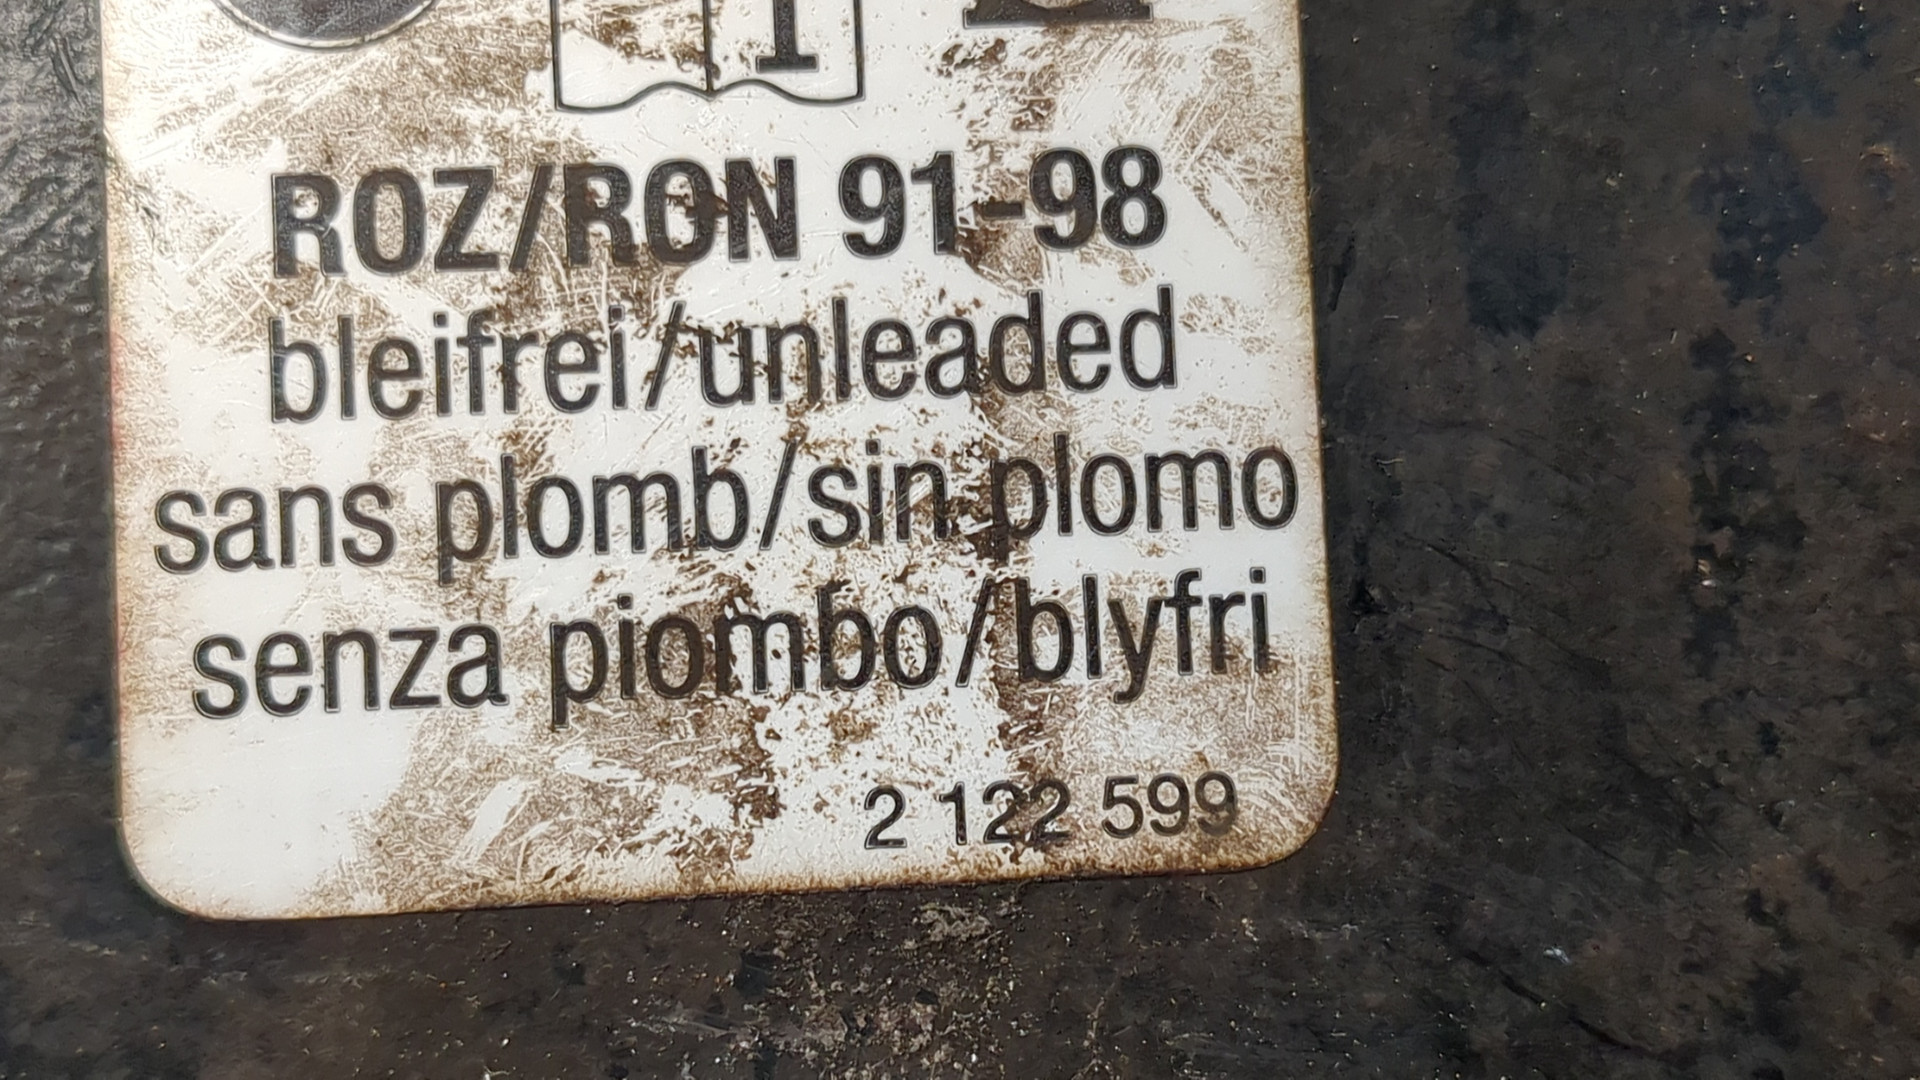 ROZ/RON 91-98
bleifrei/unleaded
sans plomb/sin plomo
senza piombo/blyfri
2 122 599